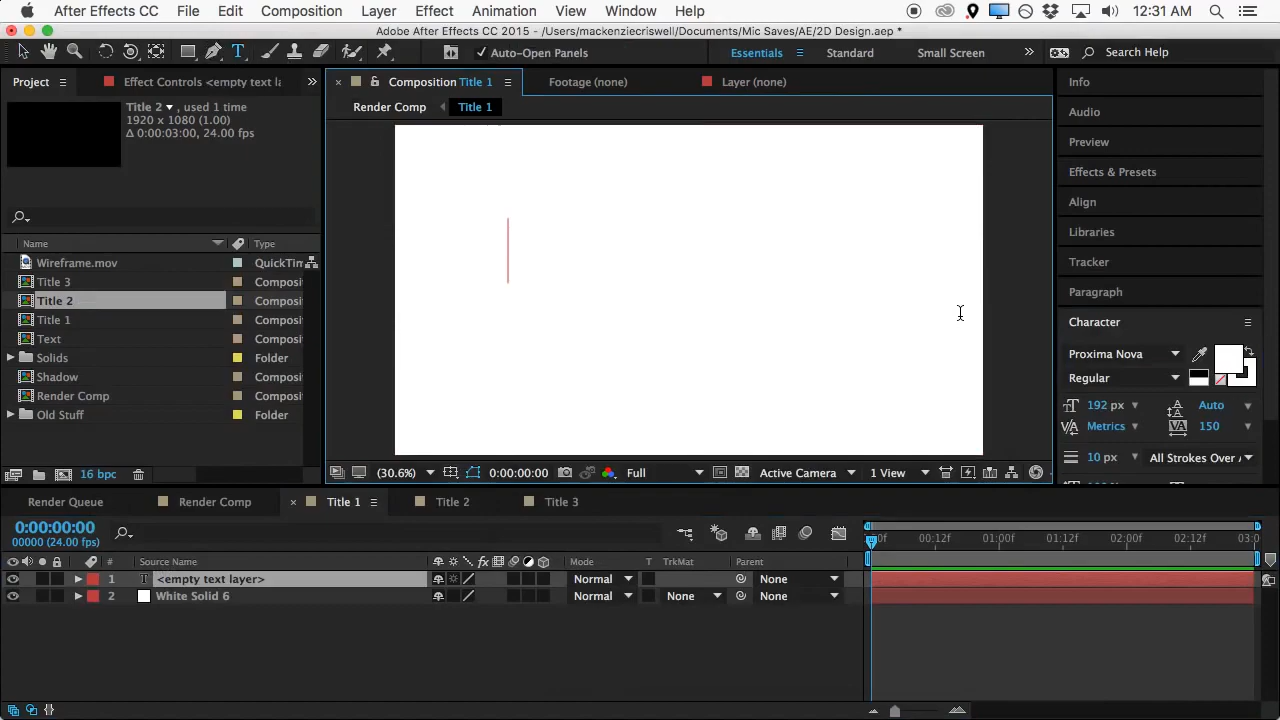 After Effects CC File Edit Composition Layer Effect Animation View Window Help 12:31 AM
Adobe After Effects CC 2015 - /Users/mackenziecriswell/Documents/Mic Saves/AE/2D Design.aep *
Auto-Open Panels Essentials Standard Small Screen Search Help
Project Effect Controls <empty text la Composition Title 1 Footage (none) Layer (none) Info
Title 2 , used 1 time Render Comp Title 1
1920 x 1080 (1.00)
Δ 0:00:03:00, 24.00 fps
Audio
Preview
Effects & Presets
Align
Libraries
Tracker
Paragraph
Character
Name Type
Wireframe.mov QuickTim
Title 3 Composi
Title 2 Composi
Title 1 Composi
Text Composi
Solids Folder
Shadow Composi
Render Comp Composi
Old Stuff Folder
Proxima Nova
Regular
192 px Auto
Metrics 150
10 px All Strokes Over
16 bpc (30.6%) 0:00:00:00 Full Active Camera 1 View
Render Queue Render Comp Title 1 Title 2 Title 3
0:00:00:00
00000 (24.00 fps)
00:12f 01:00f 01:12f 02:00f 02:12f 03:0
# Source Name Mode T TrkMat Parent
1 T <empty text layer> Normal None
2 White Solid 6 Normal None None